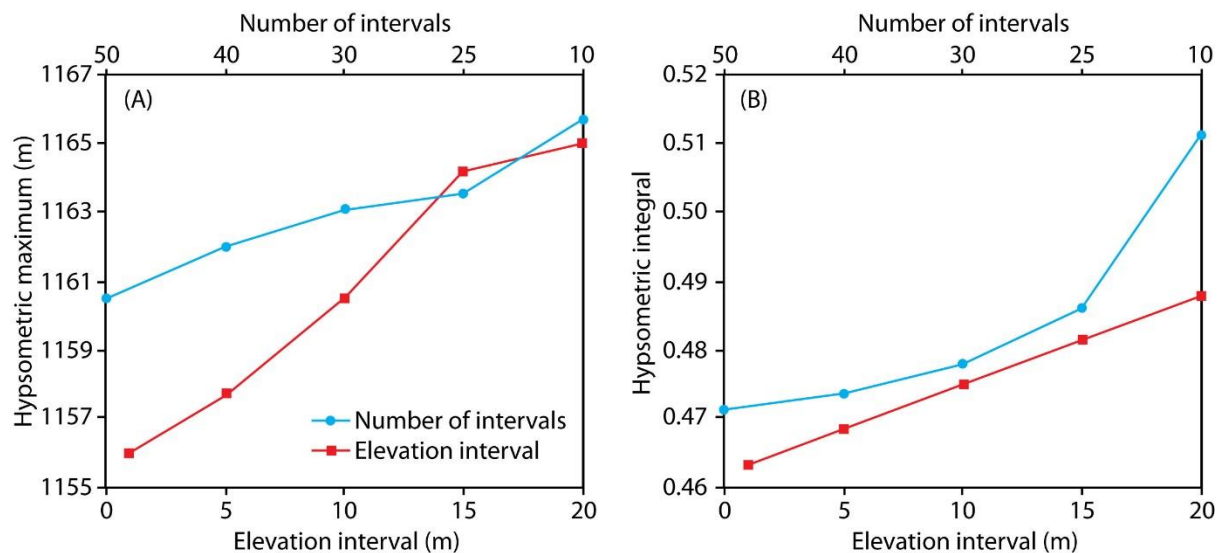 Number of intervals
50 40 30 25 10
1167
1165
1163
1161
1159
1157
1155
Hypsometric maximum (m)
(A)
Number of intervals
Elevation interval
0 5 10 15 20
Elevation interval (m)
Number of intervals
50 40 30 25 10
0.52
0.51
0.50
0.49
0.48
0.47
0.46
Hypsometric integral
(B)
0 5 10 15 20
Elevation interval (m)